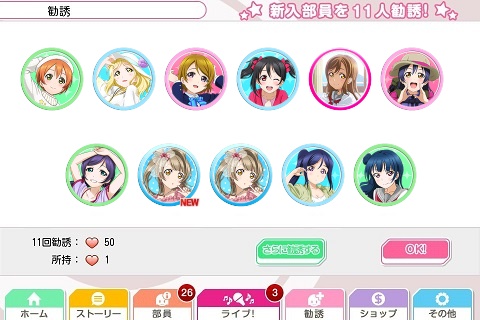 勧誘
新入部員を11人勧誘!
NEW
11回勧誘： 50
所持： 1
さらに勧誘する
OK!
26
3
ホーム
ストーリー
部員
ライブ!
勧誘
ショップ
その他